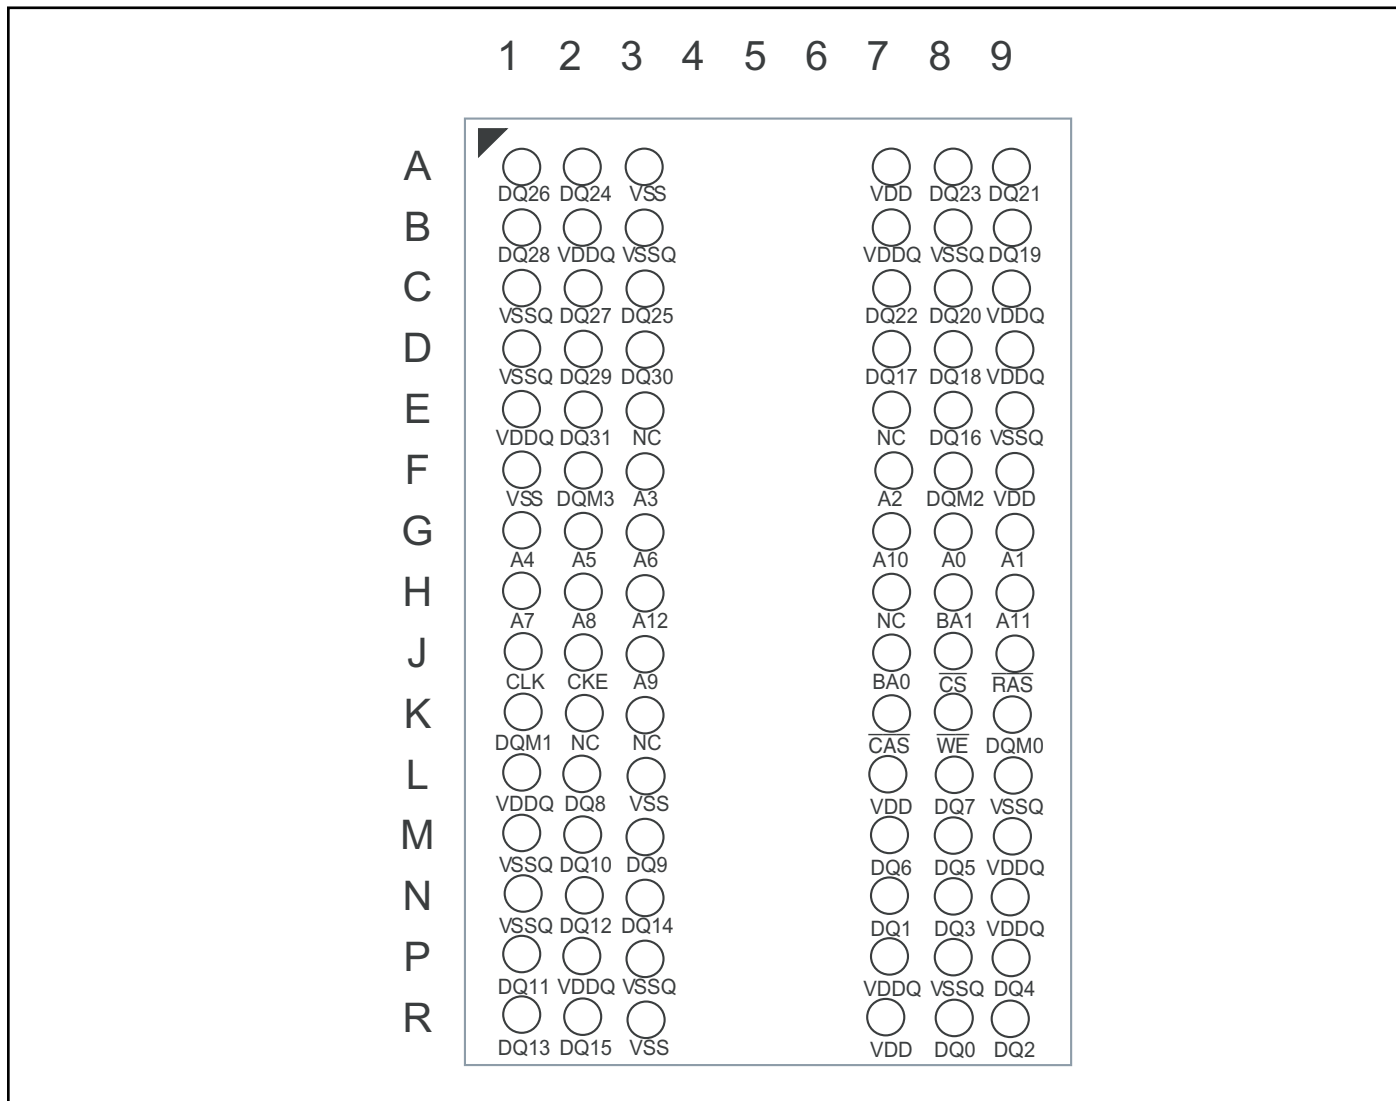 1 2 3 4 5 6 7 8 9
A
DQ26 DQ24 VSS VDD DQ23 DQ21
B
DQ28 VDDQ VSSQ VDDQ VSSQ DQ19
C
VSSQ DQ27 DQ25 DQ22 DQ20 VDDQ
D
VSSQ DQ29 DQ30 DQ17 DQ18 VDDQ
E
VDDQ DQ31 NC NC DQ16 VSSQ
F
VSS DQM3 A3 A2 DQM2 VDD
G
A4 A5 A6 A10 A0 A1
H
A7 A8 A12 NC BA1 A11
J
CLK CKE A9 BA0 C̅S̅ R̅A̅S̅
K
DQM1 NC NC C̅A̅S̅ W̅E̅ DQM0
L
VDDQ DQ8 VSS VDD DQ7 VSSQ
M
VSSQ DQ10 DQ9 DQ6 DQ5 VDDQ
N
VSSQ DQ12 DQ14 DQ1 DQ3 VDDQ
P
DQ11 VDDQ VSSQ VDDQ VSSQ DQ4
R
DQ13 DQ15 VSS VDD DQ0 DQ2